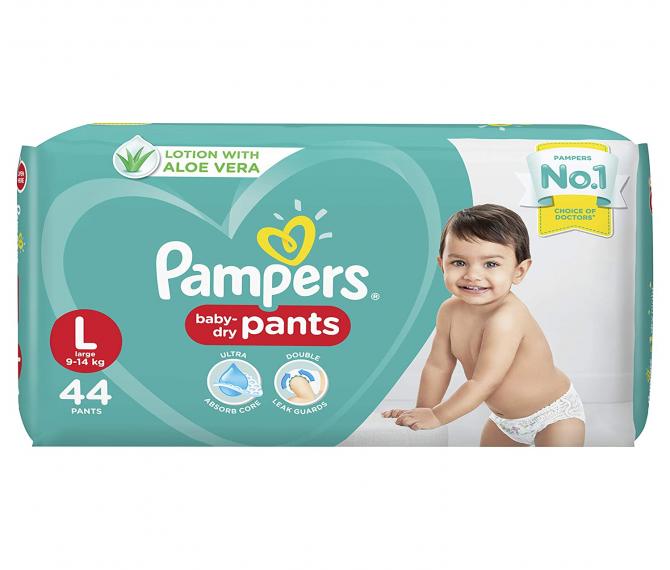 LOTION WITH
ALOE VERA
PAMPERS
No.1
CHOICE OF
DOCTORS*
Pampers®
baby-
dry pants
L
large
9-14 kg
44
PANTS
ULTRA
ABSORB CORE
DOUBLE
LEAK GUARDS